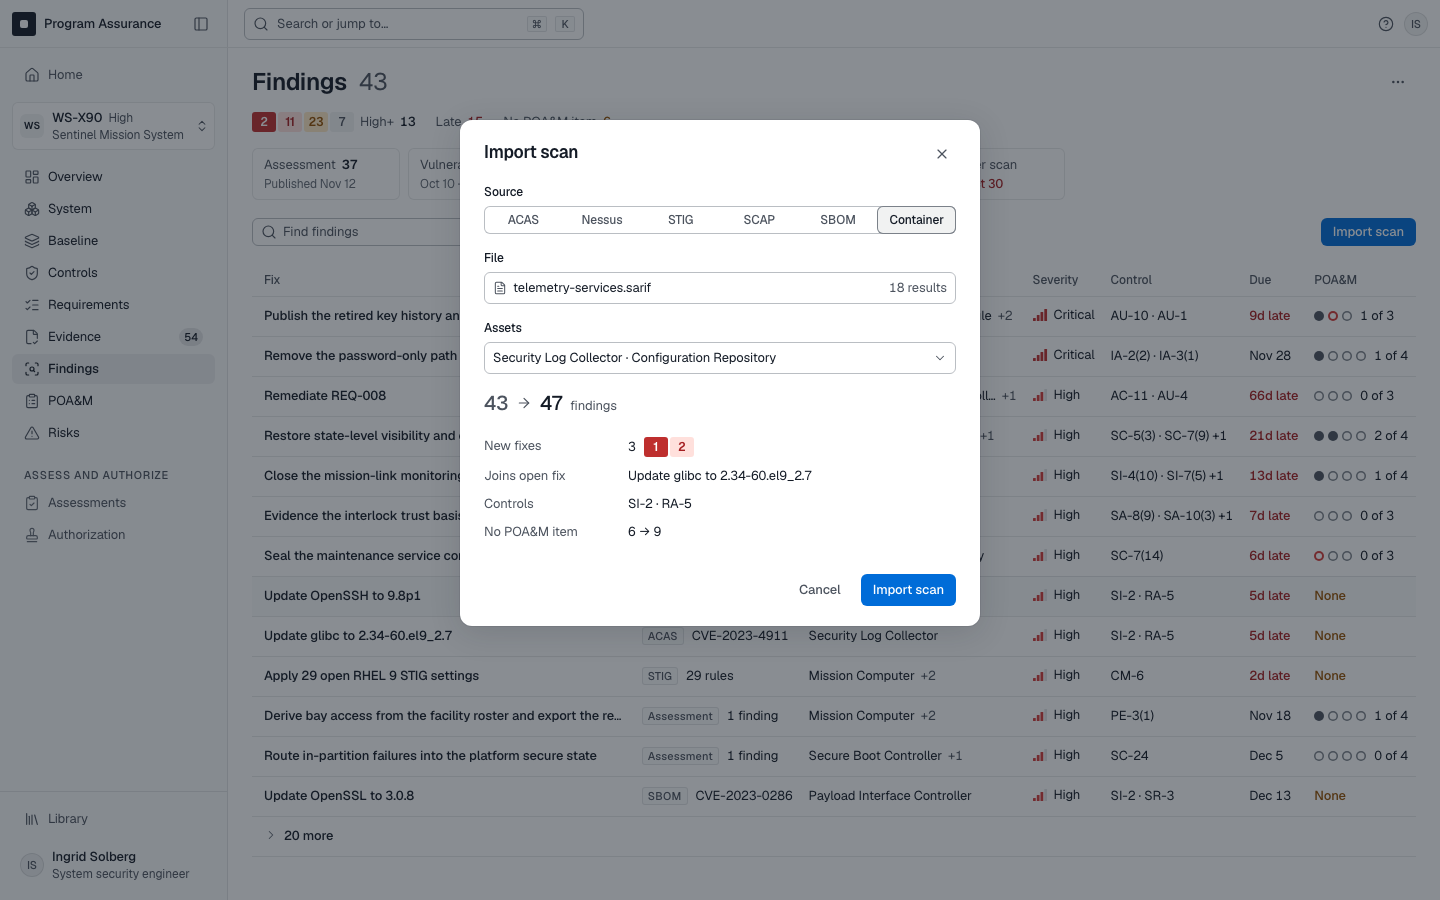 Program Assurance
Search or jump to...
⌘ K
IS
Home
WS
WS-X90 High
Sentinel Mission System
Overview
System
Baseline
Controls
Requirements
Evidence 54
Findings
POA&M
Risks
ASSESS AND AUTHORIZE
Assessments
Authorization
Library
IS
Ingrid Solberg
System security engineer
Findings 43
2 11 23 7 High+ 13 Late
Assessment 37
Published Nov 12
Oct 10
scan
30
Find findings
Import scan
Fix Severity Control Due POA&M
Publish the retired key history +2 Critical AU-10 · AU-1 9d late 1 of 3
Remove the password-only path Critical IA-2(2) · IA-3(1) Nov 28 1 of 4
Remediate REQ-008 +1 High AC-11 · AU-4 66d late 0 of 3
Restore state-level visibility and +1 High SC-5(3) · SC-7(9) +1 21d late 2 of 4
Close the mission-link monitoring High SI-4(10) · SI-7(5) +1 13d late 1 of 4
Evidence the interlock trust High SA-8(9) · SA-10(3) +1 7d late 0 of 3
Seal the maintenance service High SC-7(14) 6d late 0 of 3
Update OpenSSH to 9.8p1 High SI-2 · RA-5 5d late None
Update glibc to 2.34-60.el9_2.7 ACAS CVE-2023-4911 Security Log Collector High SI-2 · RA-5 5d late None
Apply 29 open RHEL 9 STIG settings STIG 29 rules Mission Computer +2 High CM-6 2d late None
Derive bay access from the facility roster and export the re... Assessment 1 finding Mission Computer +2 High PE-3(1) Nov 18 1 of 4
Route in-partition failures into the platform secure state Assessment 1 finding Secure Boot Controller +1 High SC-24 Dec 5 0 of 4
Update OpenSSL to 3.0.8 SBOM CVE-2023-0286 Payload Interface Controller High SI-2 · SR-3 Dec 13 None
20 more
Import scan
Source
ACAS Nessus STIG SCAP SBOM Container
File
telemetry-services.sarif 18 results
Assets
Security Log Collector · Configuration Repository
43 → 47 findings
New fixes 3 1 2
Joins open fix Update glibc to 2.34-60.el9_2.7
Controls SI-2 · RA-5
No POA&M item 6 → 9
Cancel Import scan